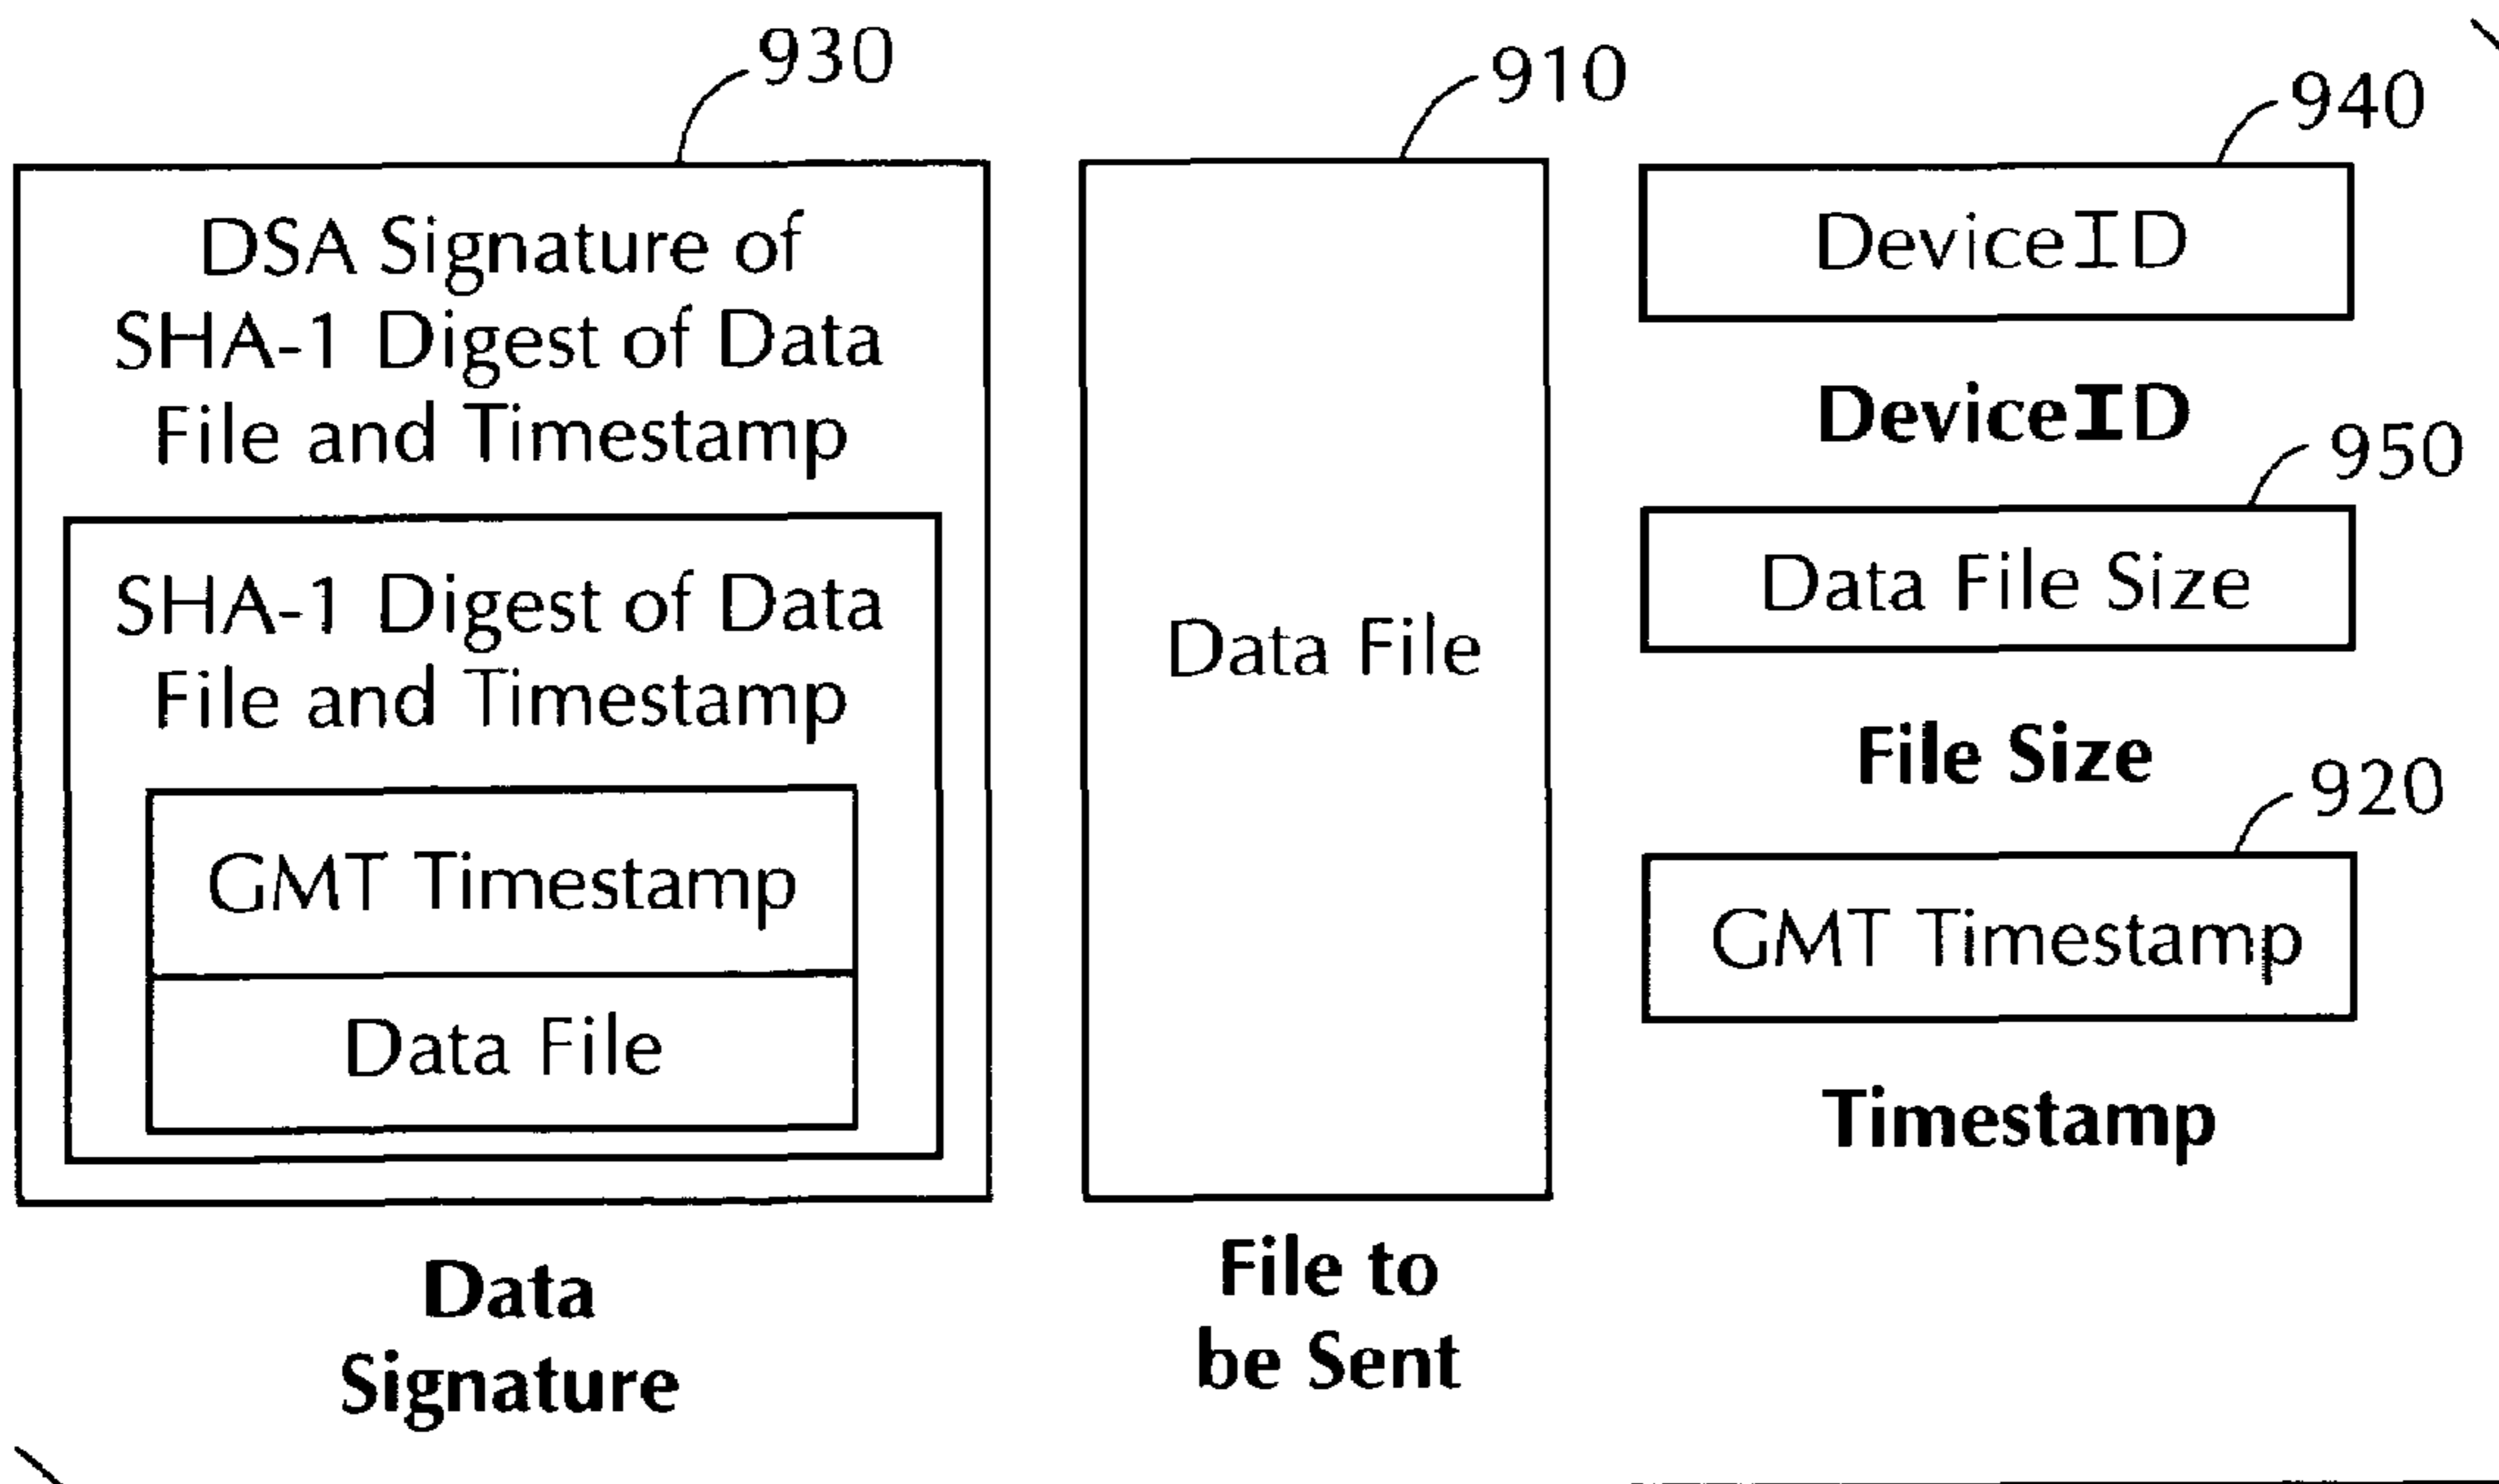 930
DSA Signature of
SHA-1 Digest of Data
File and Timestamp
SHA-1 Digest of Data
File and Timestamp
GMT Timestamp
Data File
Data
Signature
910
Data File
File to
be Sent
940
DeviceID
DeviceID
950
Data File Size
File Size
920
GMT Timestamp
Timestamp